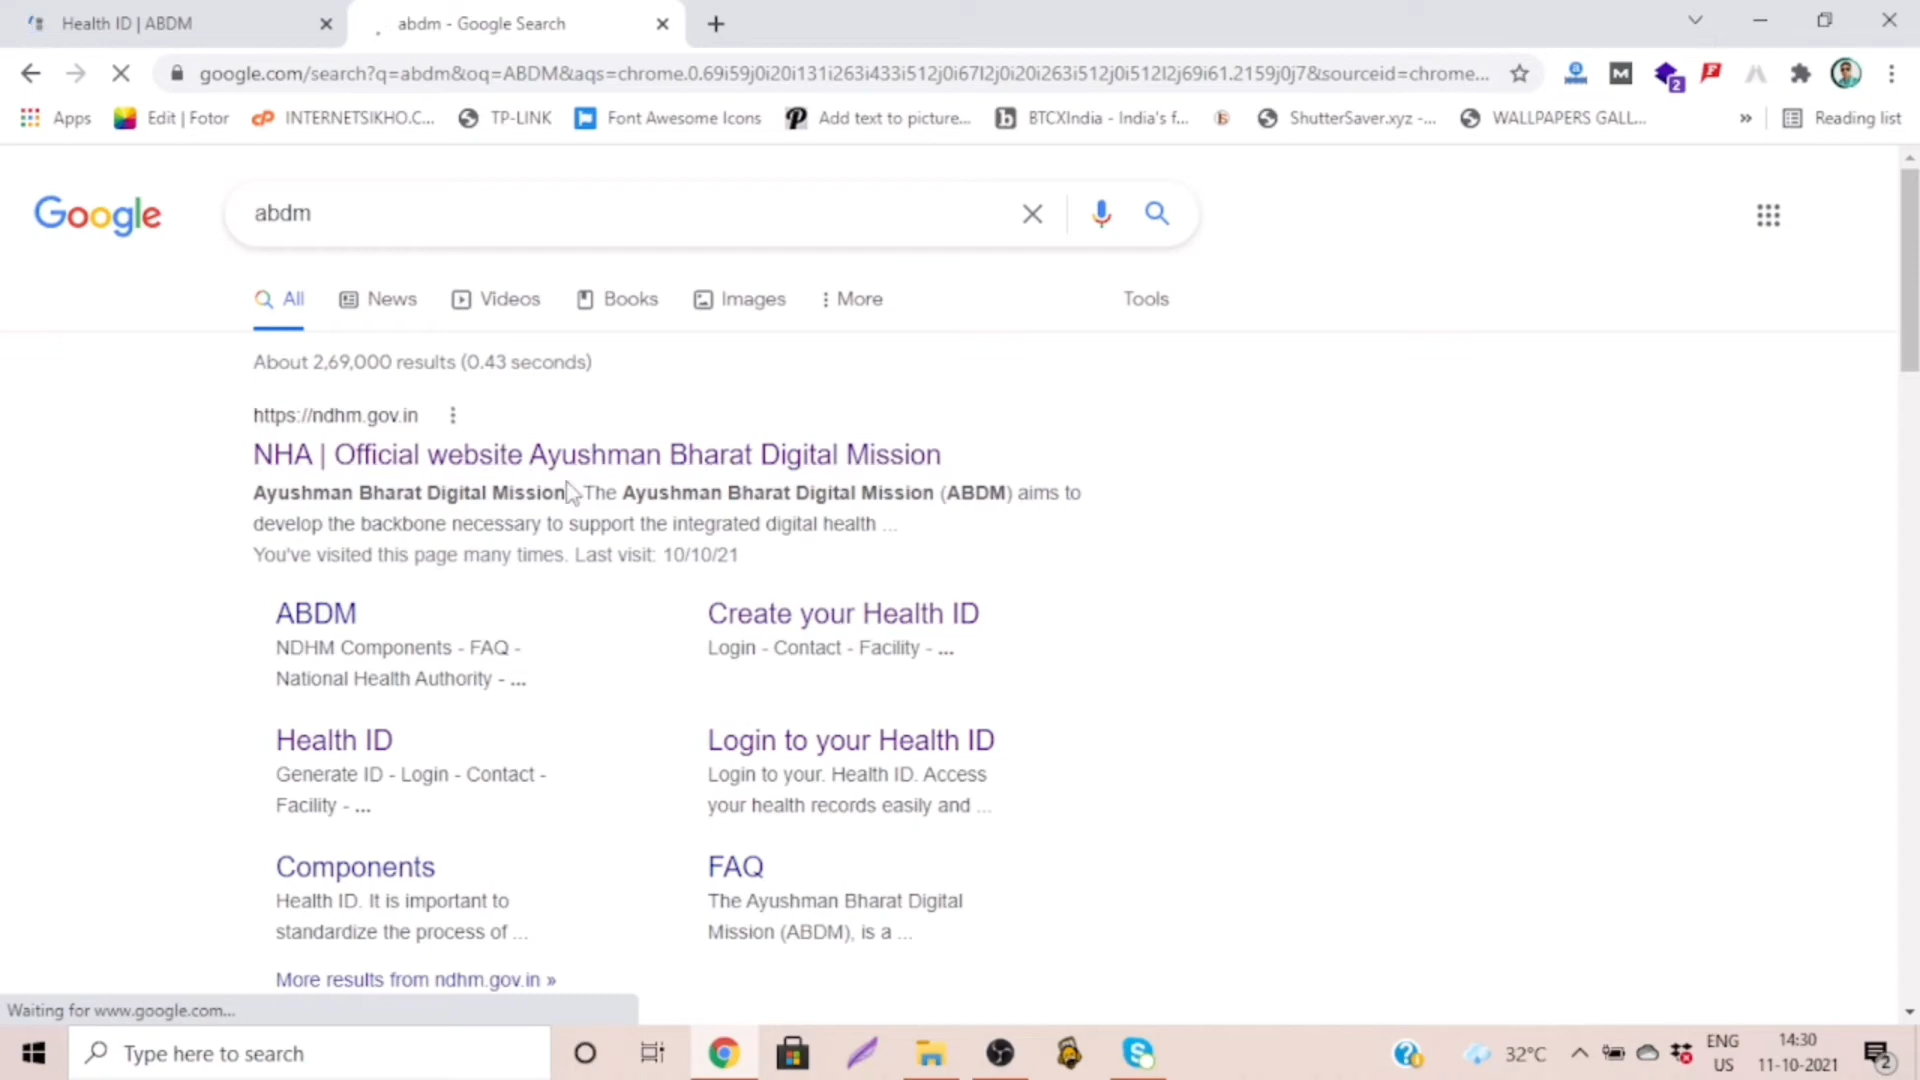 Health ID | ABDM
abdm - Google Search
google.com/search?q=abdm&oq=ABDM&aqs=chrome.0.69i59j0i20i131i263i433i512j0i67l2j0i20i263i512j0i512l2j69i61.2159j0j7&sourceid=chrome...
M
2
Apps
Edit | Fotor
INTERNETSIKHO.C...
TP-LINK
Font Awesome Icons
Add text to picture...
BTCXIndia - India's f...
ShutterSaver.xyz -...
WALLPAPERS GALL...
»
Reading list
Google
abdm
All
News
Videos
Books
Images
More
Tools
About 2,69,000 results (0.43 seconds)
https://ndhm.gov.in
NHA | Official website Ayushman Bharat Digital Mission
Ayushman Bharat Digital Mission. The Ayushman Bharat Digital Mission (ABDM) aims to
develop the backbone necessary to support the integrated digital health ...
You've visited this page many times. Last visit: 10/10/21
ABDM
NDHM Components - FAQ -
National Health Authority - ...
Create your Health ID
Login - Contact - Facility - ...
Health ID
Generate ID - Login - Contact -
Facility - ...
Login to your Health ID
Login to your. Health ID. Access
your health records easily and ...
Components
Health ID. It is important to
standardize the process of ...
FAQ
The Ayushman Bharat Digital
Mission (ABDM), is a ...
More results from ndhm.gov.in »
Waiting for www.google.com...
Type here to search
32°C
ENG
US
14:30
11-10-2021
2